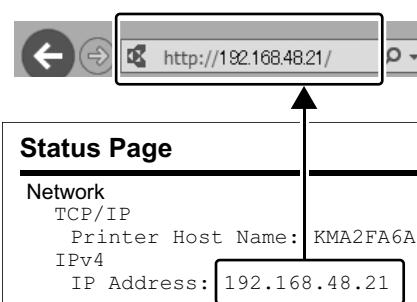 http://192.168.48.21/
Status Page
Network
TCP/IP
Printer Host Name: KMA2FA6A
IPv4
IP Address: 192.168.48.21